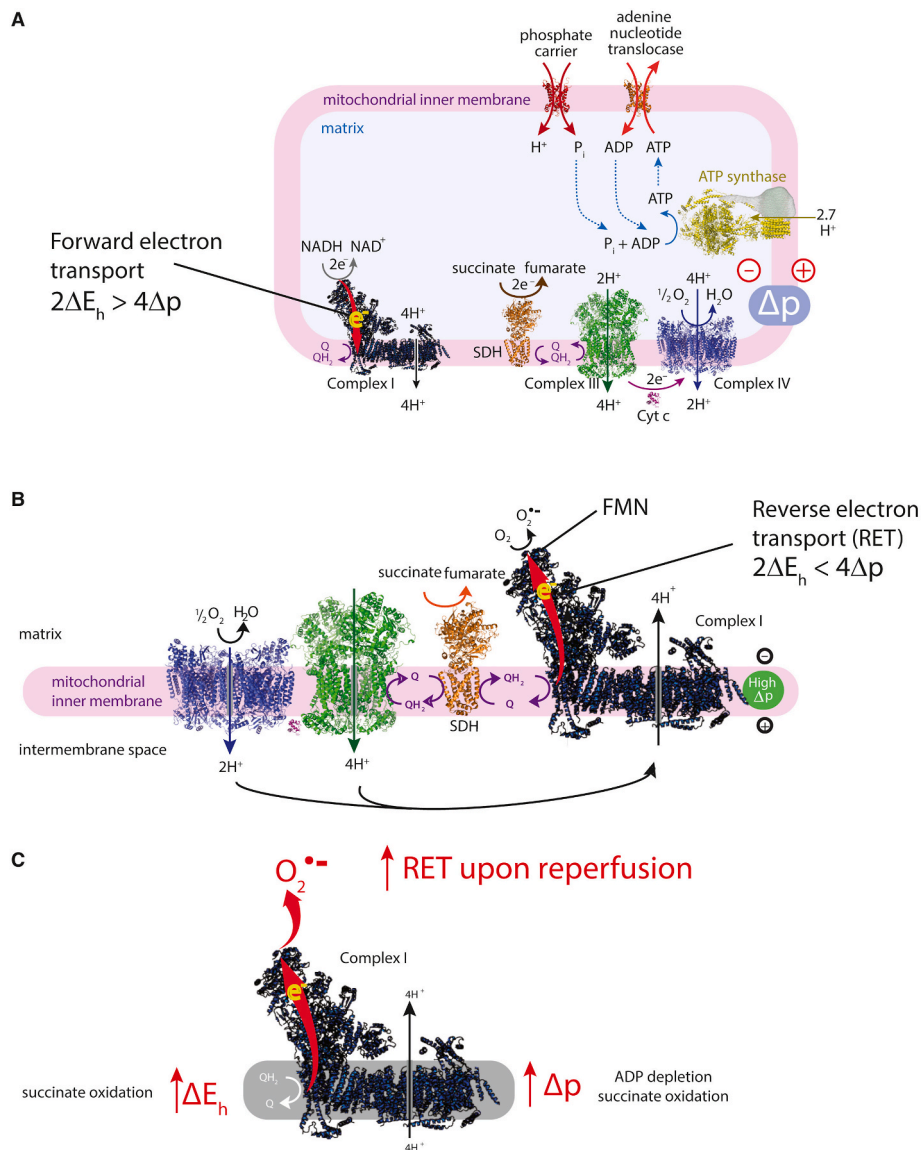 A
phosphate
carrier
adenine
nucleotide
translocase
mitochondrial inner membrane
matrix
H⁺
Pᵢ
ADP
ATP
ATP synthase
ATP
2.7
H⁺
Pᵢ + ADP
Forward electron
transport
2ΔEₕ > 4Δp
NADH NAD⁺
2e⁻
e⁻
4H⁺
Q
QH₂
Complex I
4H⁺
succinate fumarate
2e⁻
SDH
Q
QH₂
2H⁺
Complex III
4H⁺
2e⁻
Cyt c
4H⁺
½O₂ H₂O
Complex IV
2H⁺
− +
Δp
B
O₂ O₂•−
FMN
Reverse electron
transport (RET)
2ΔEₕ < 4Δp
e⁻
succinate fumarate
½O₂ H₂O
4H⁺
Complex I
matrix
mitochondrial
inner membrane
intermembrane space
Q
QH₂
QH₂
Q
SDH
−
High
Δp
+
2H⁺
4H⁺
C
O₂•−
RET upon reperfusion
Complex I
e⁻
4H⁺
succinate oxidation
ΔEₕ
QH₂
Q
Δp
ADP depletion
succinate oxidation
4H⁺